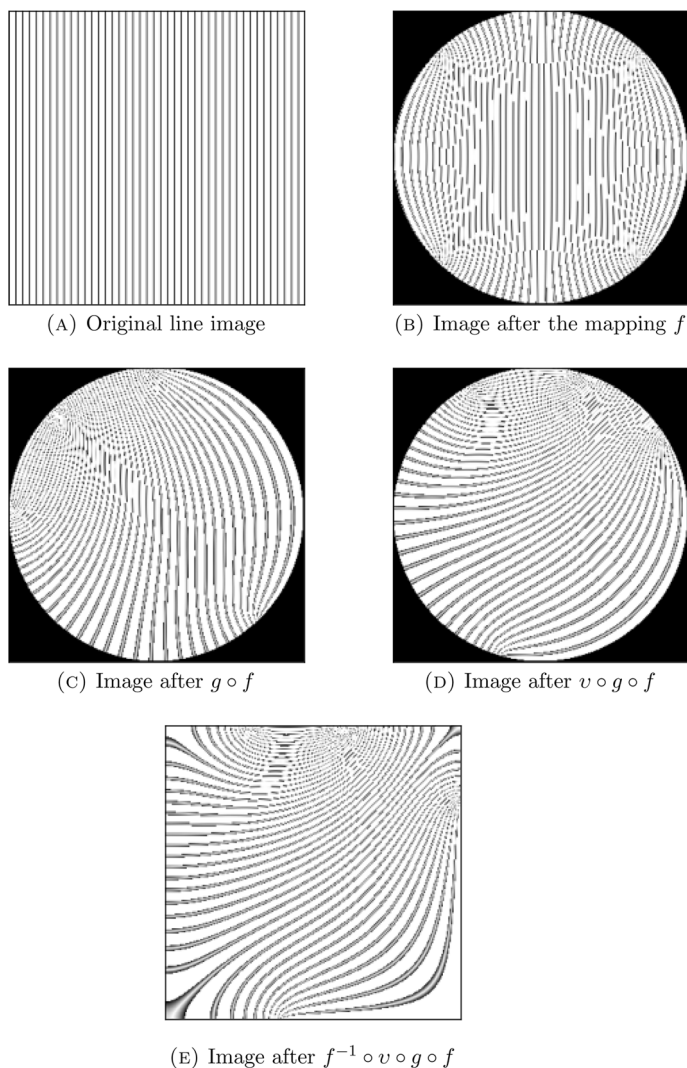 (A) Original line image
(B) Image after the mapping f
(C) Image after g ∘ f
(D) Image after υ ∘ g ∘ f
(E) Image after f⁻¹ ∘ υ ∘ g ∘ f